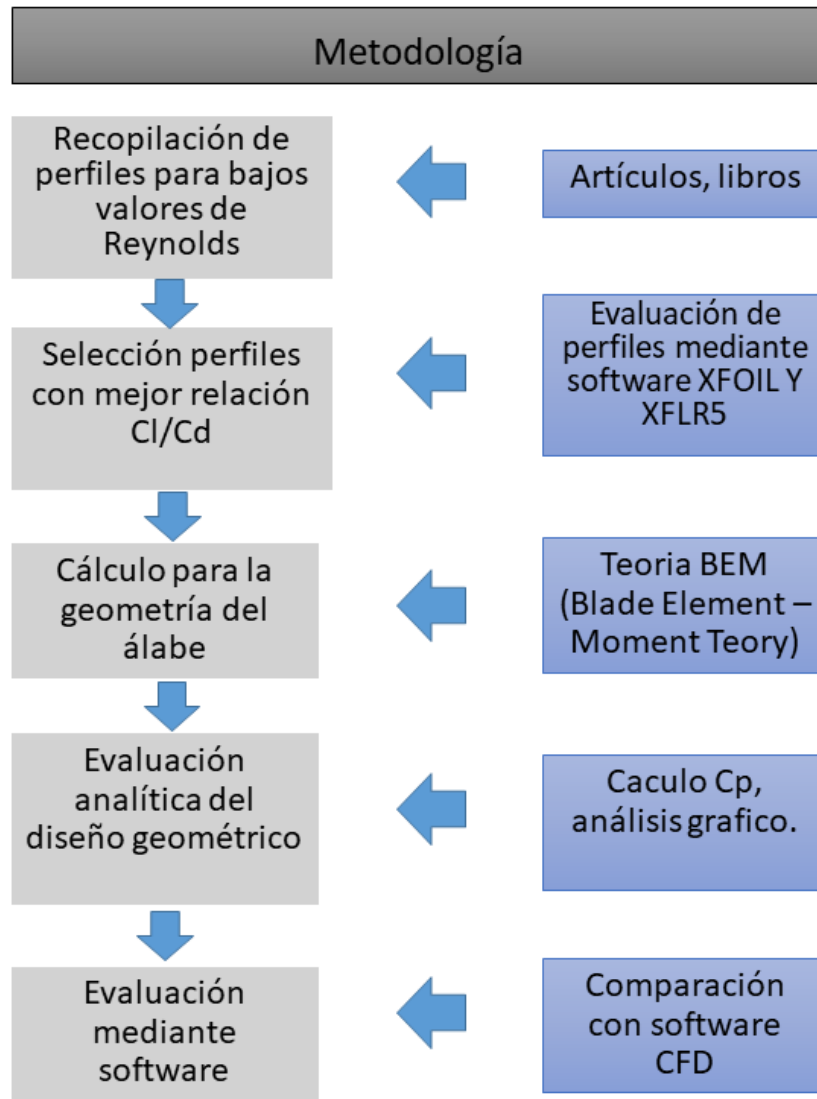 Metodología
Recopilación de
perfiles para bajos
valores de
Reynolds
Artículos, libros
Selección perfiles
con mejor relación
Cl/Cd
Evaluación de
perfiles mediante
software XFOIL Y
XFLR5
Cálculo para la
geometría del
álabe
Teoria BEM
(Blade Element –
Moment Teory)
Evaluación
analítica del
diseño geométrico
Caculo Cp,
análisis grafico.
Evaluación
mediante
software
Comparación
con software
CFD